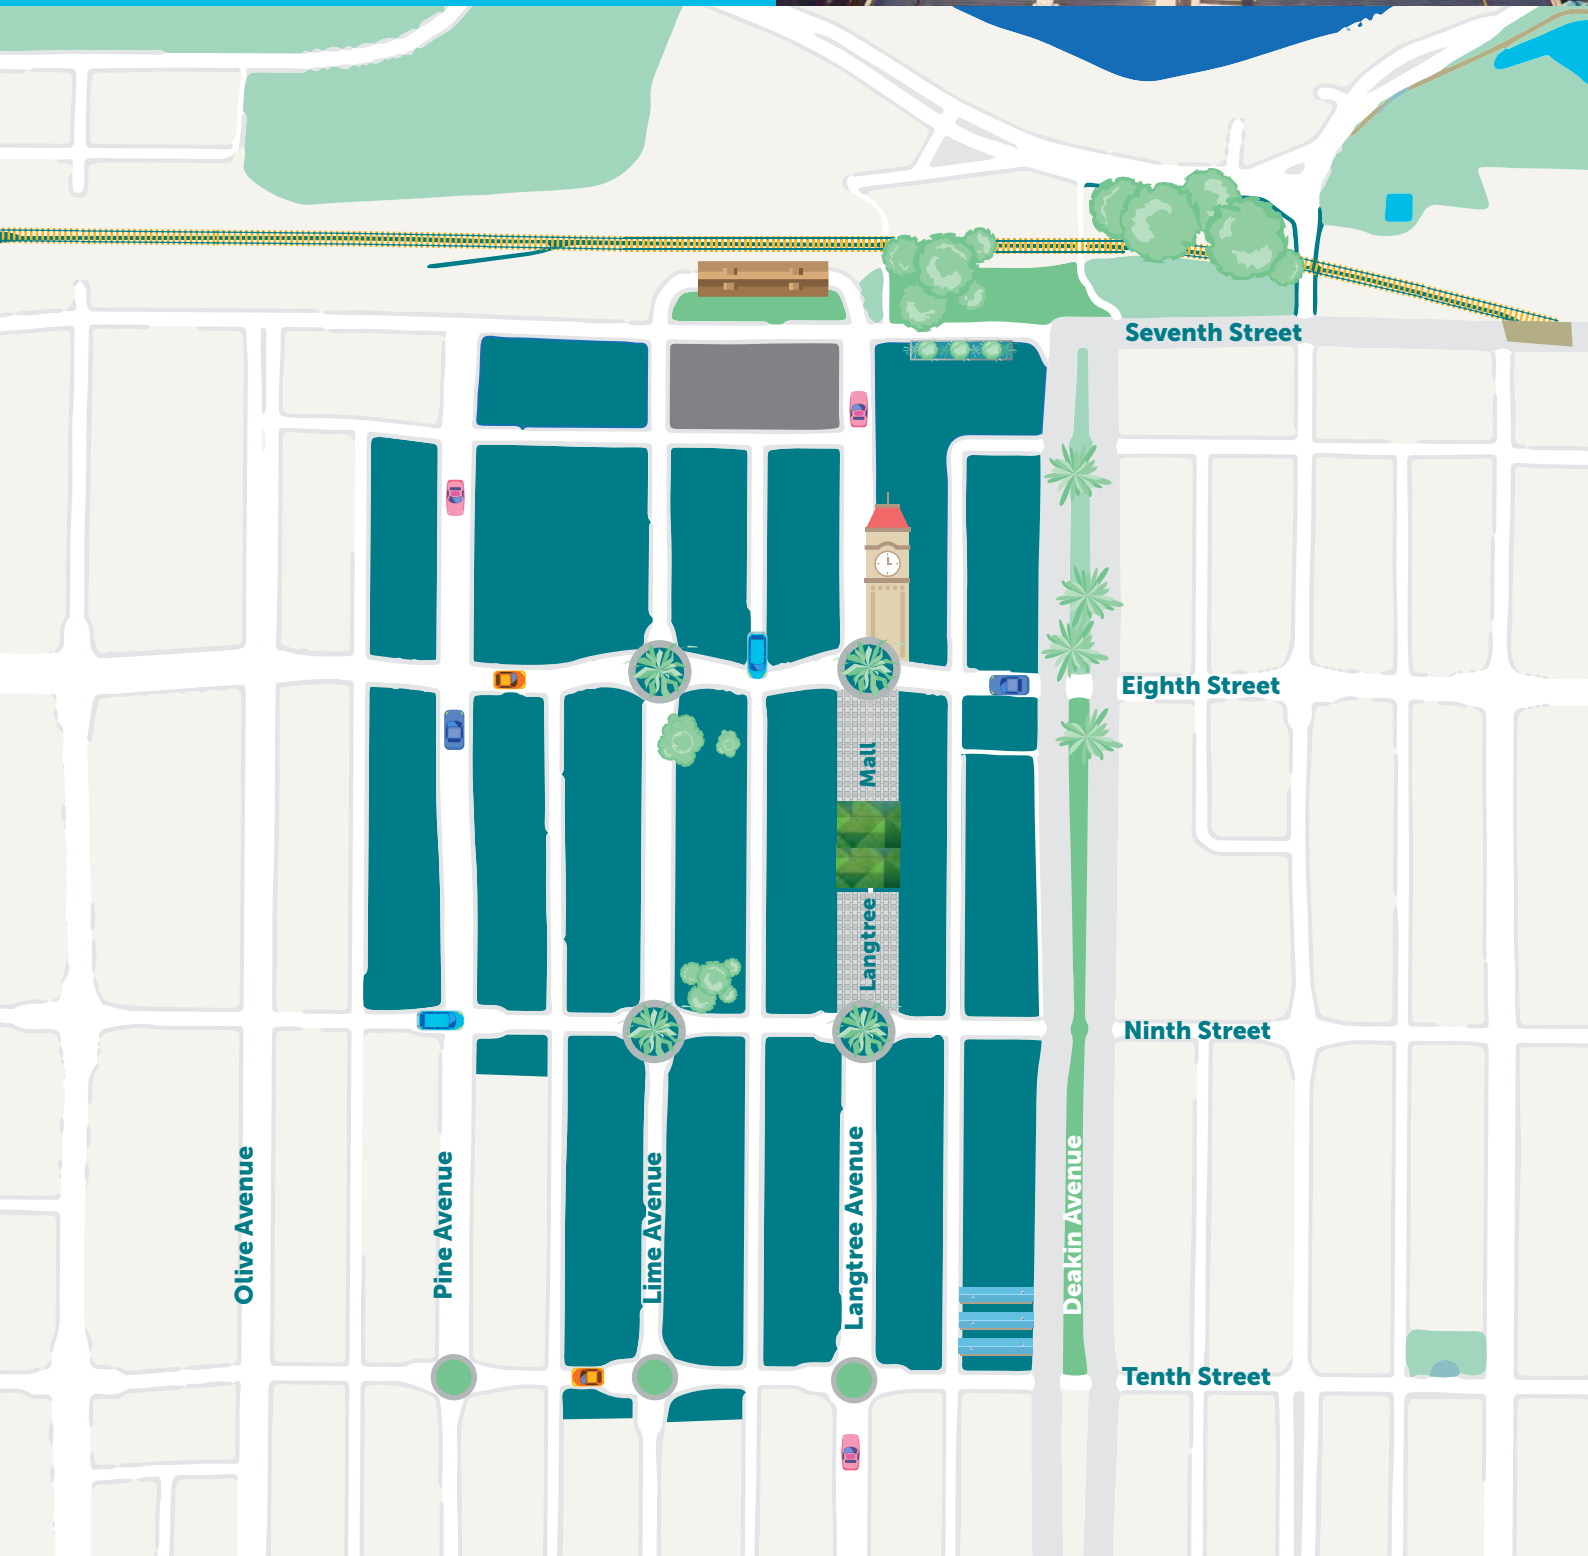 Seventh Street
Eighth Street
Mall
Langtree
Ninth Street
Olive Avenue
Pine Avenue
Lime Avenue
Langtree Avenue
Deakin Avenue
Tenth Street